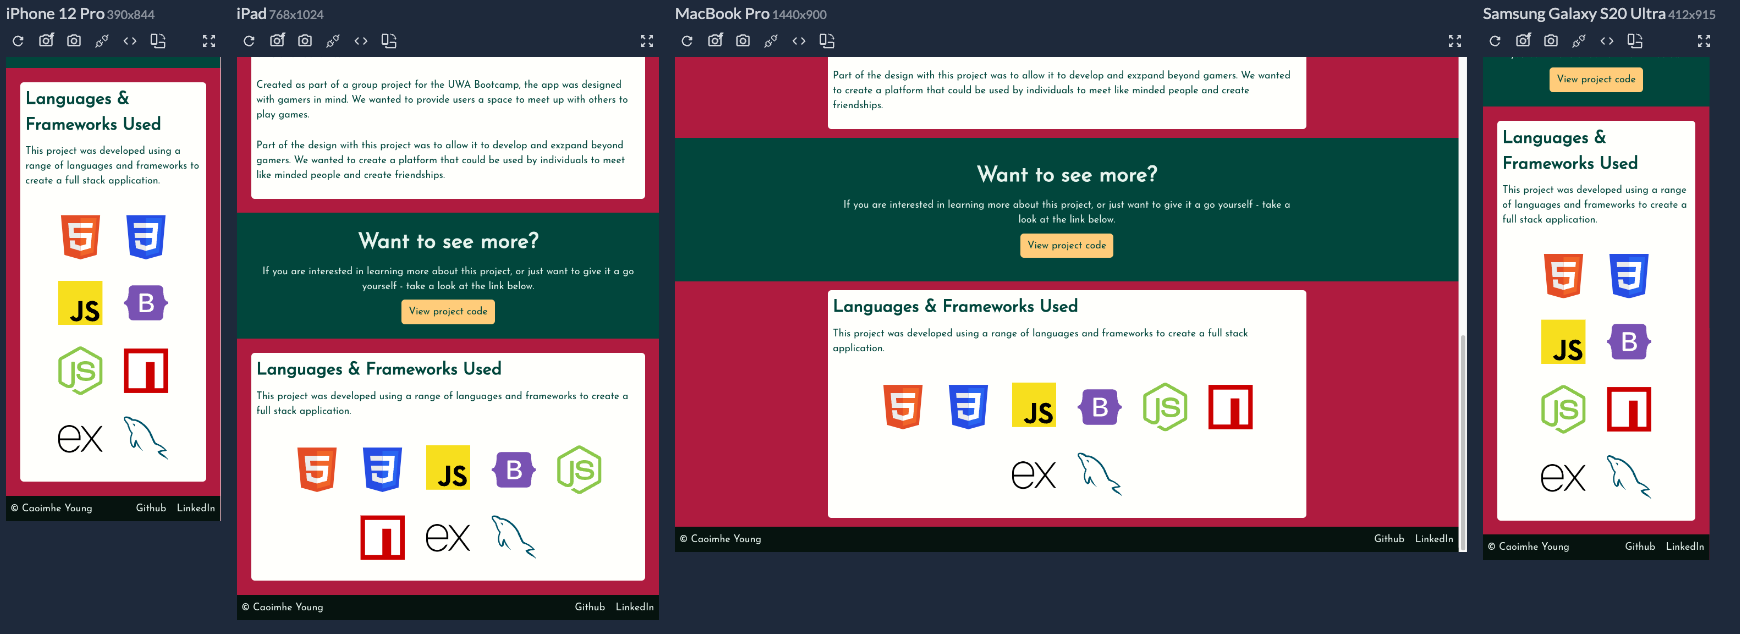 iPhone 12 Pro 390x844
Languages &
Frameworks Used
This project was developed using a
range of languages and frameworks to
create a full stack application.
5 3
JS B
JS n
ex
© Caoimhe Young Github LinkedIn
iPad 768x1024
Created as part of a group project for the UWA Bootcamp, the app was designed
with gamers in mind. We wanted to provide users a space to meet up with others to
play games.
Part of the design with this project was to allow it to develop and exzpand beyond
gamers. We wanted to create a platform that could be used by individuals to meet
like minded people and create friendships.
Want to see more?
If you are interested in learning more about this project, or just want to give it a go
yourself - take a look at the link below.
View project code
Languages & Frameworks Used
This project was developed using a range of languages and frameworks to create a
full stack application.
5 3 JS B JS
n ex
© Caoimhe Young Github LinkedIn
MacBook Pro 1440x900
Part of the design with this project was to allow it to develop and exzpand beyond gamers. We wanted
to create a platform that could be used by individuals to meet like minded people and create
friendships.
Want to see more?
If you are interested in learning more about this project, or just want to give it a go yourself - take a
look at the link below.
View project code
Languages & Frameworks Used
This project was developed using a range of languages and frameworks to create a full stack
application.
5 3 JS B JS n
ex
© Caoimhe Young Github LinkedIn
Samsung Galaxy S20 Ultra 412x915
View project code
Languages &
Frameworks Used
This project was developed using a range
of languages and frameworks to create a
full stack application.
5 3
JS B
JS n
ex
© Caoimhe Young Github LinkedIn